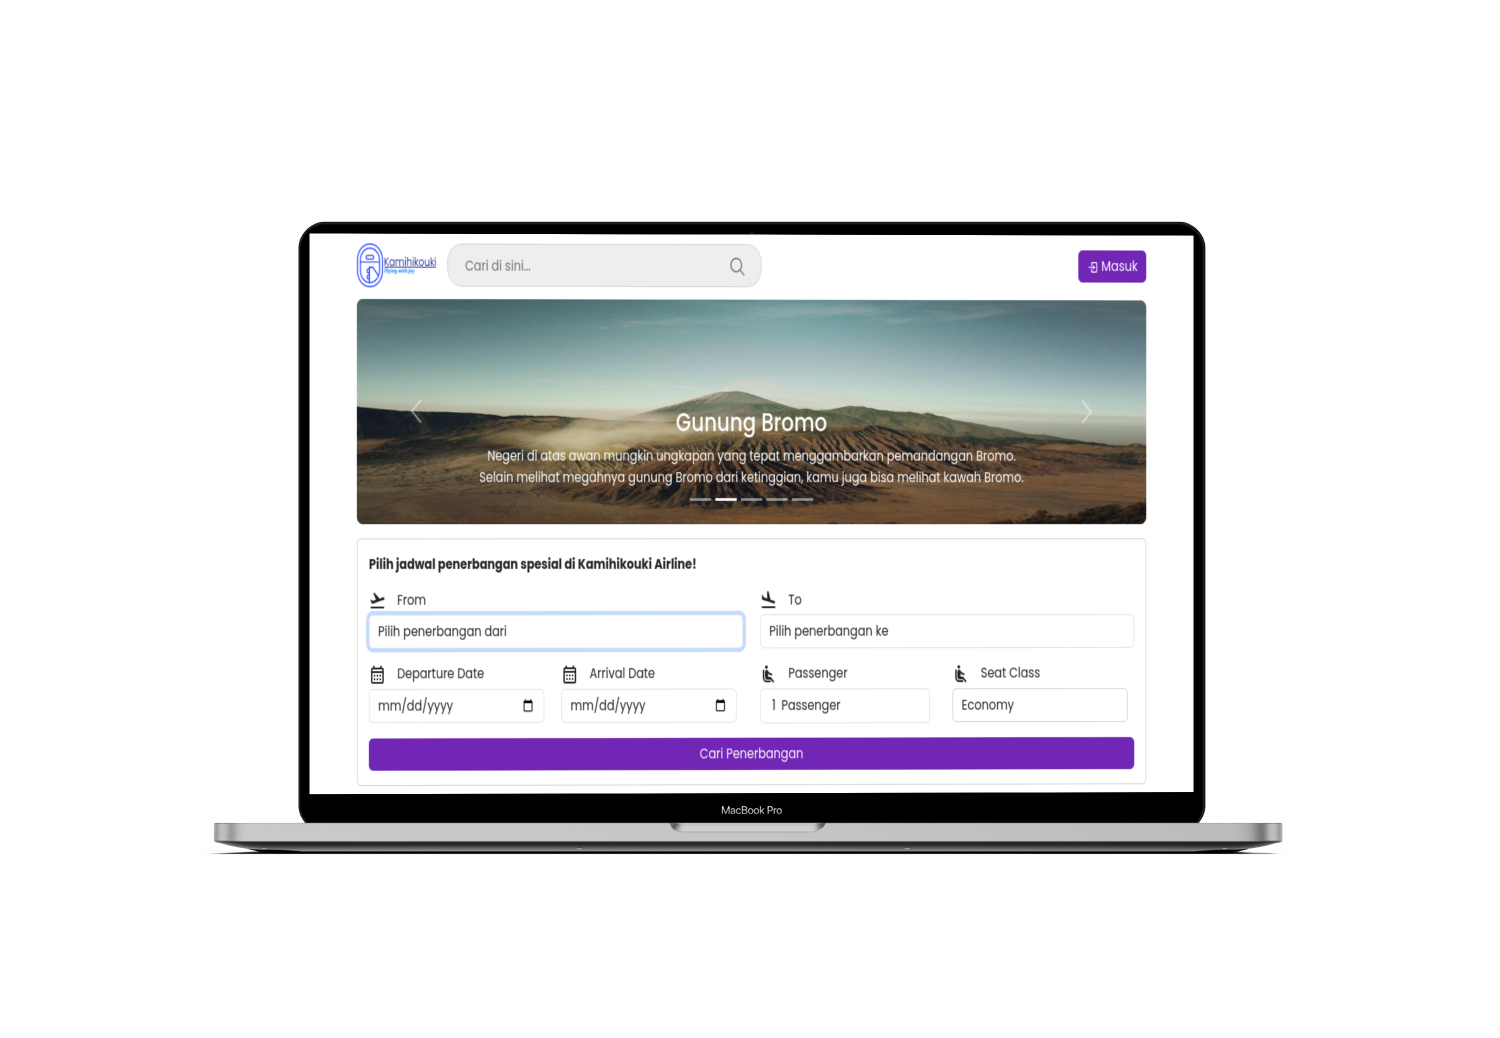 Kamihikouki
Flying with joy
Cari di sini...
Masuk
Gunung Bromo
Negeri di atas awan mungkin ungkapan yang tepat menggambarkan pemandangan Bromo.
Selain melihat megahnya gunung Bromo dari ketinggian, kamu juga bisa melihat kawah Bromo.
Pilih jadwal penerbangan spesial di Kamihikouki Airline!
From
To
Pilih penerbangan dari
Pilih penerbangan ke
Departure Date
Arrival Date
Passenger
Seat Class
mm/dd/yyyy
mm/dd/yyyy
1 Passenger
Economy
Cari Penerbangan
MacBook Pro